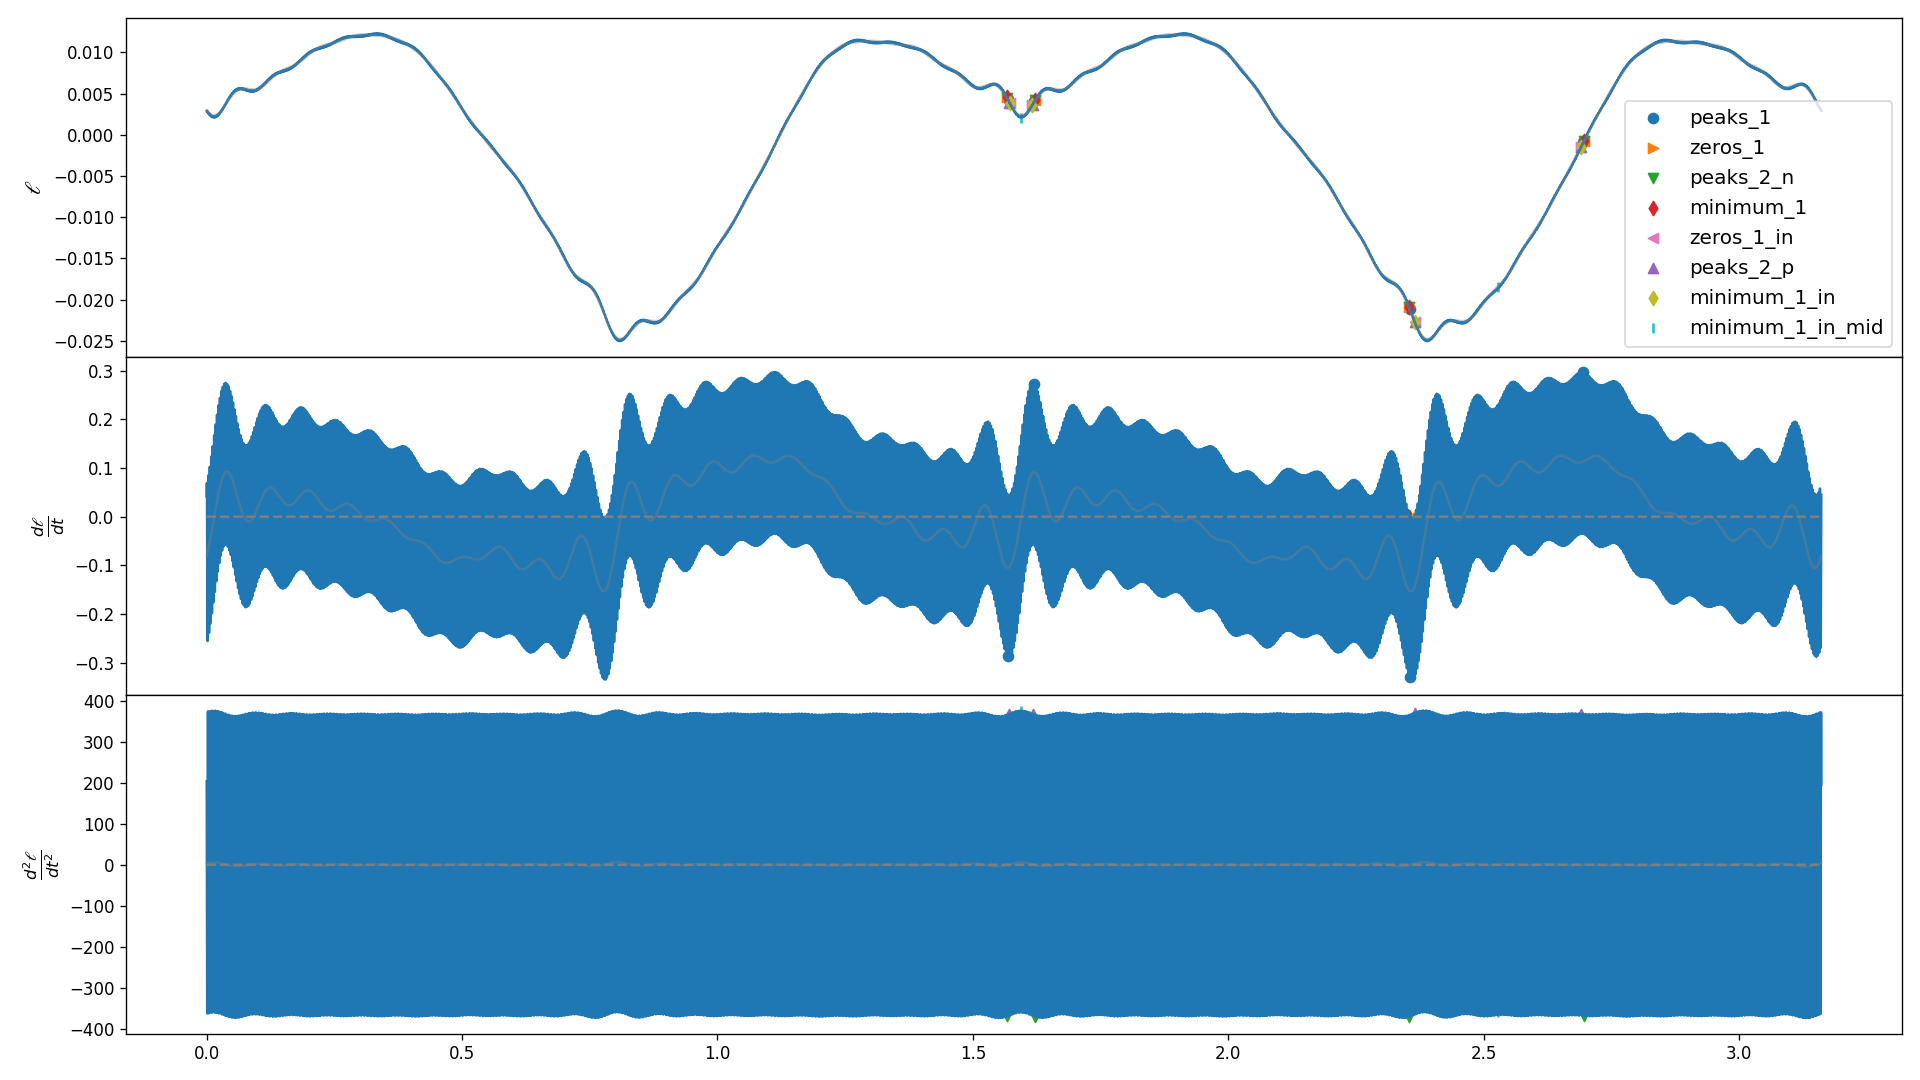 0.010
0.005
0.000
−0.005
−0.010
−0.015
−0.020
−0.025
ℓ
peaks_1
zeros_1
peaks_2_n
minimum_1
zeros_1_in
peaks_2_p
minimum_1_in
minimum_1_in_mid
0.3
0.2
0.1
0.0
−0.1
−0.2
−0.3
dℓ
dt
400
300
200
100
0
−100
−200
−300
−400
d²ℓ
dt²
0.0 0.5 1.0 1.5 2.0 2.5 3.0